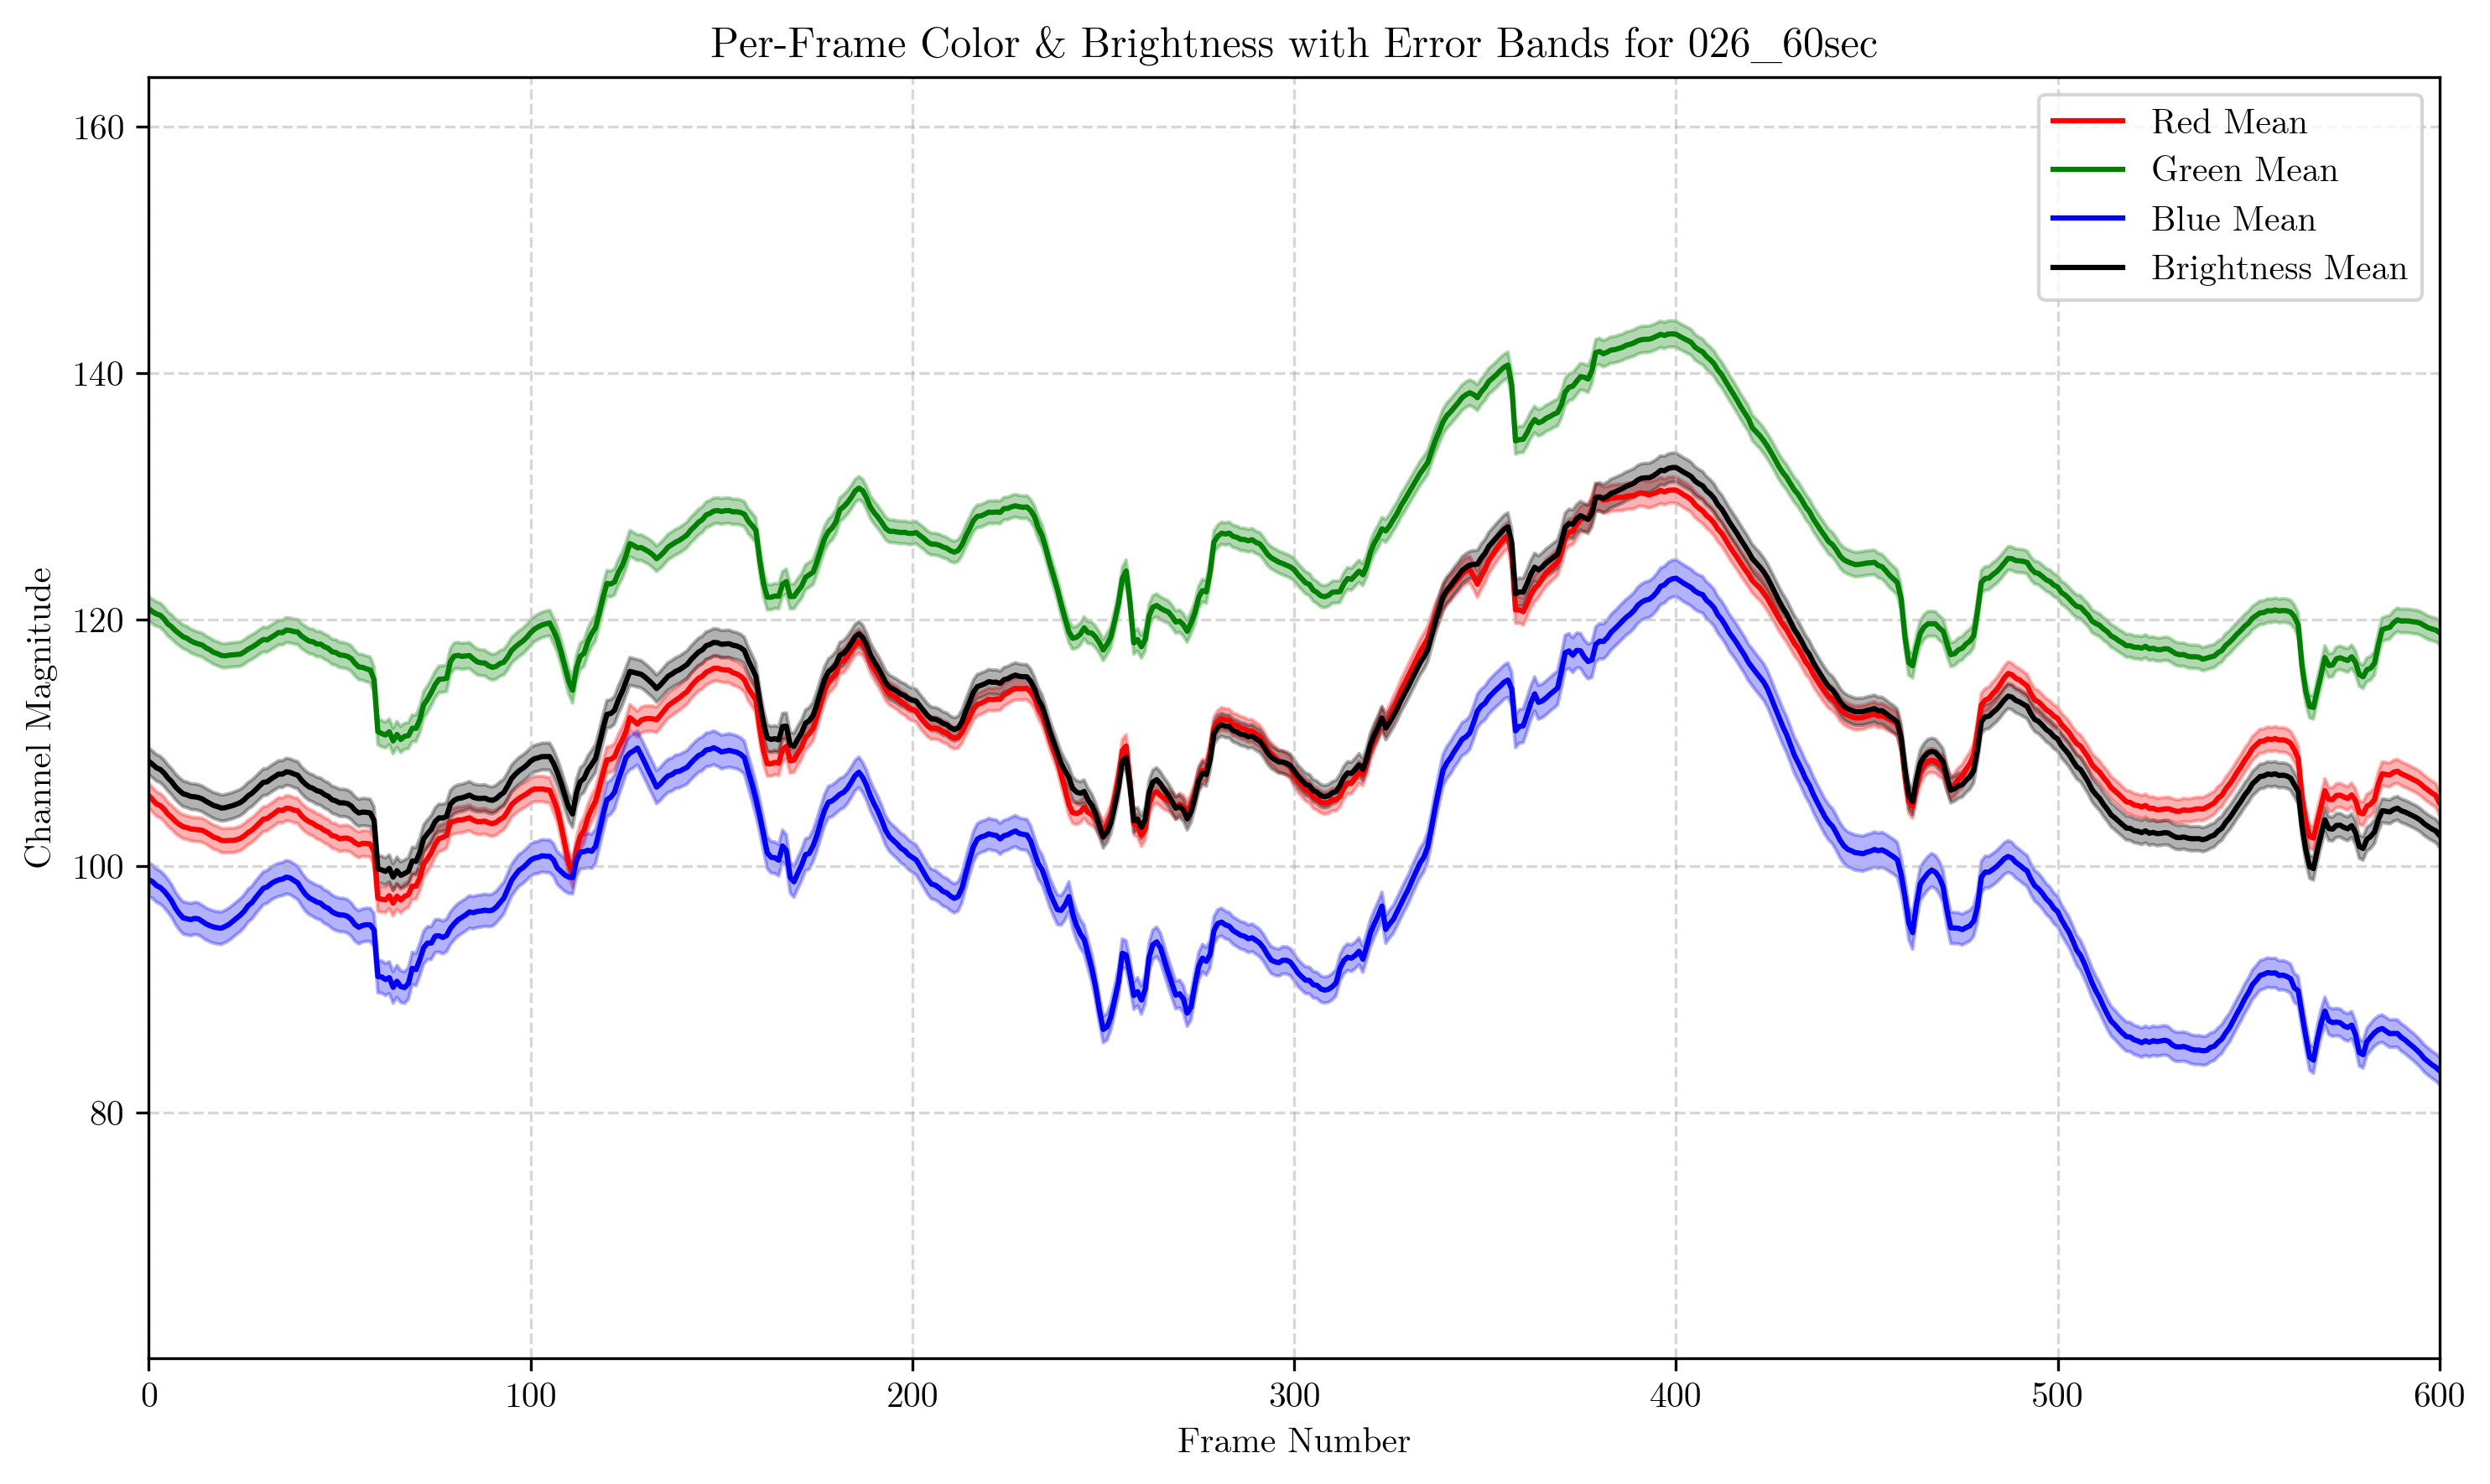 Per-Frame Color & Brightness with Error Bands for 026_60sec
Red Mean
Green Mean
Blue Mean
Brightness Mean
Channel Magnitude
160
140
120
100
80
0 100 200 300 400 500 600
Frame Number